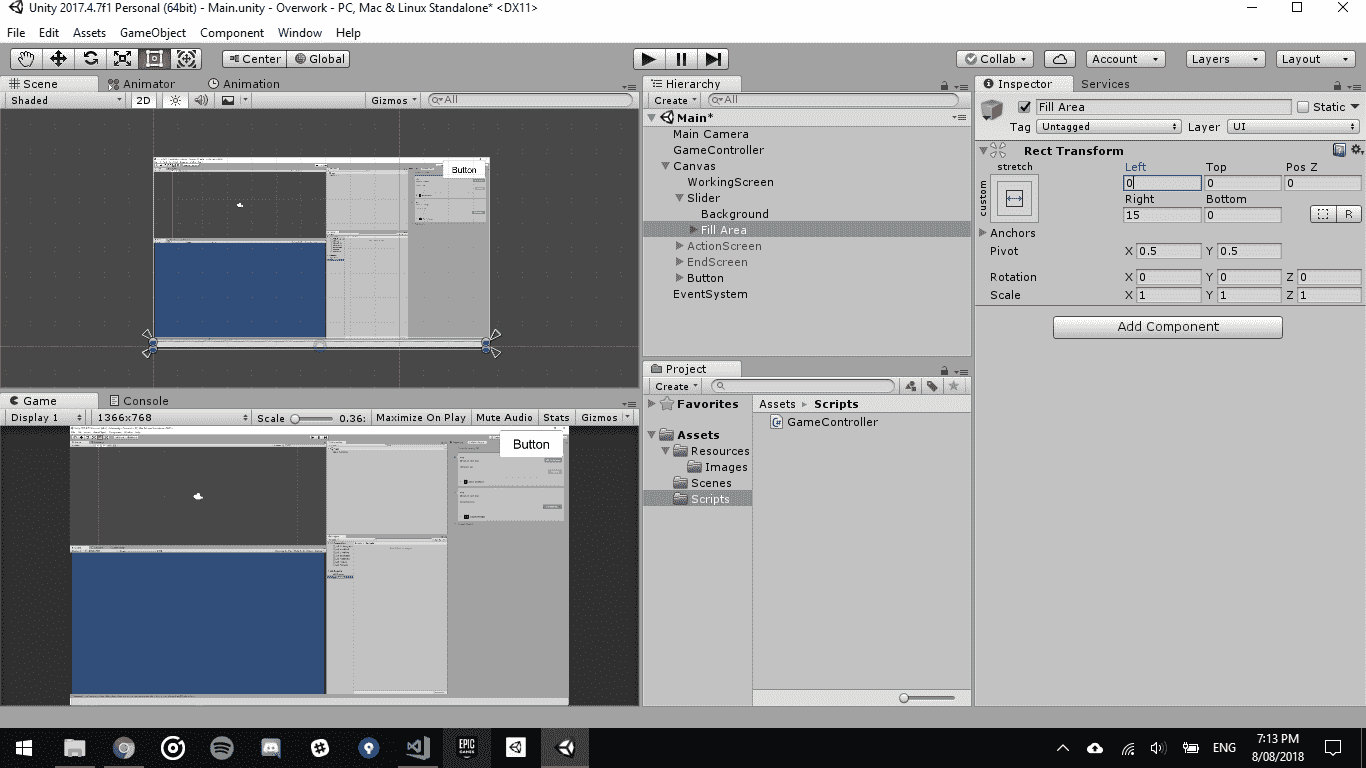 Unity 2017.4.7f1 Personal (64bit) - Main.unity - Overwork - PC, Mac & Linux Standalone* <DX11>
File Edit Assets GameObject Component Window Help
Center Global Collab Account Layers Layout
Scene Animator Animation
Shaded 2D Gizmos All
Button
Game Console
Display 1 1366x768 Scale 0.36: Maximize On Play Mute Audio Stats Gizmos
Button
Hierarchy
Create All
Main*
Main Camera
GameController
Canvas
WorkingScreen
Slider
Background
Fill Area
ActionScreen
EndScreen
Button
EventSystem
Project
Create
Favorites
Assets
Resources
Images
Scenes
Scripts
Assets Scripts
GameController
Inspector Services
Fill Area Static
Tag Untagged Layer UI
Rect Transform
stretch
custom
Left Top Pos Z
0 0 0
Right Bottom
15 0 R
Anchors
Pivot X 0.5 Y 0.5
Rotation X 0 Y 0 Z 0
Scale X 1 Y 1 Z 1
Add Component
EPIC
GAMES
ENG
7:13 PM
8/08/2018